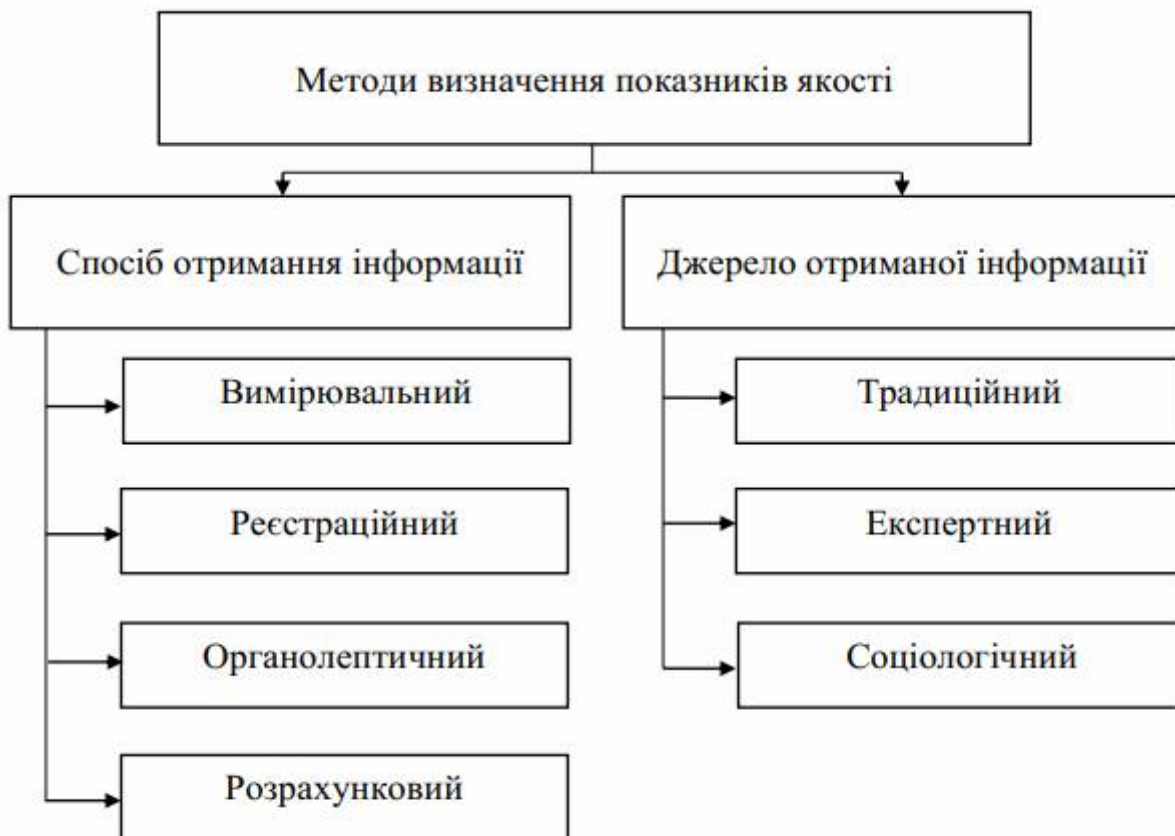 Методи визначення показників якості
Спосіб отримання інформації
Вимірювальний
Реєстраційний
Органолептичний
Розрахунковий
Джерело отриманої інформації
Традиційний
Експертний
Соціологічний